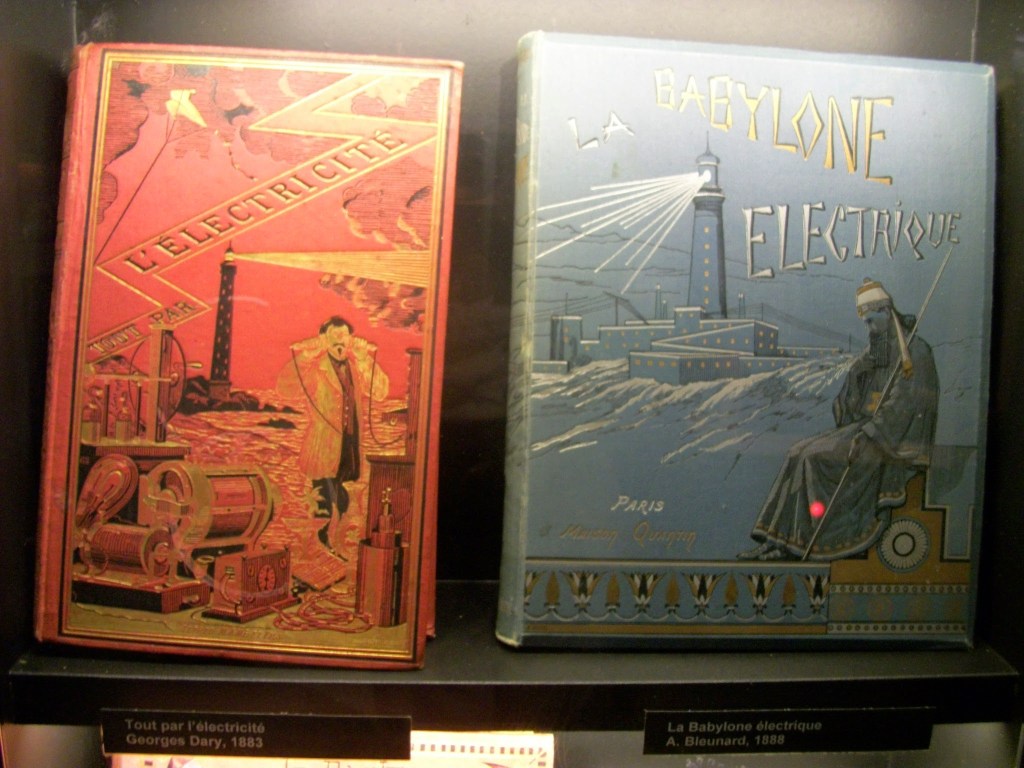 L'ÉLECTRICITÉ
TOUT PAR
LA BABYLONE
ELECTRIQUE
PARIS
MAISON QUANTIN
Tout par l'électricité
Georges Dary, 1883
La Babylone électrique
A. Bleunard, 1888